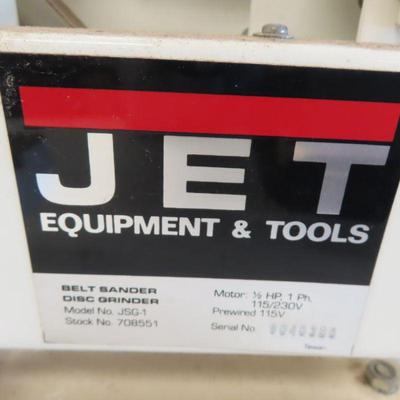 JET
EQUIPMENT & TOOLS
BELT SANDER
DISC GRINDER
Model No. JSG-1
Stock No. 708551
Motor: ½ HP, 1 Ph,
115/230V
Prewired 115V
Serial No.
Taiwan